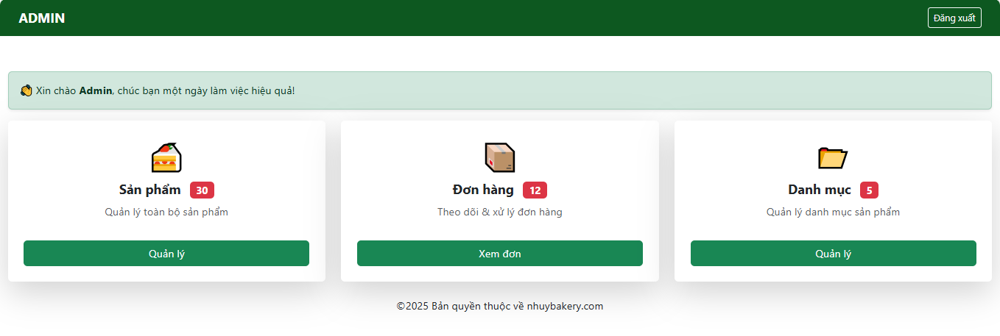 ADMIN
Đăng xuất
👋 Xin chào Admin, chúc bạn một ngày làm việc hiệu quả!
Sản phẩm 30
Quản lý toàn bộ sản phẩm
Quản lý
Đơn hàng 12
Theo dõi & xử lý đơn hàng
Xem đơn
Danh mục 5
Quản lý danh mục sản phẩm
Quản lý
©2025 Bản quyền thuộc về nhuybakery.com